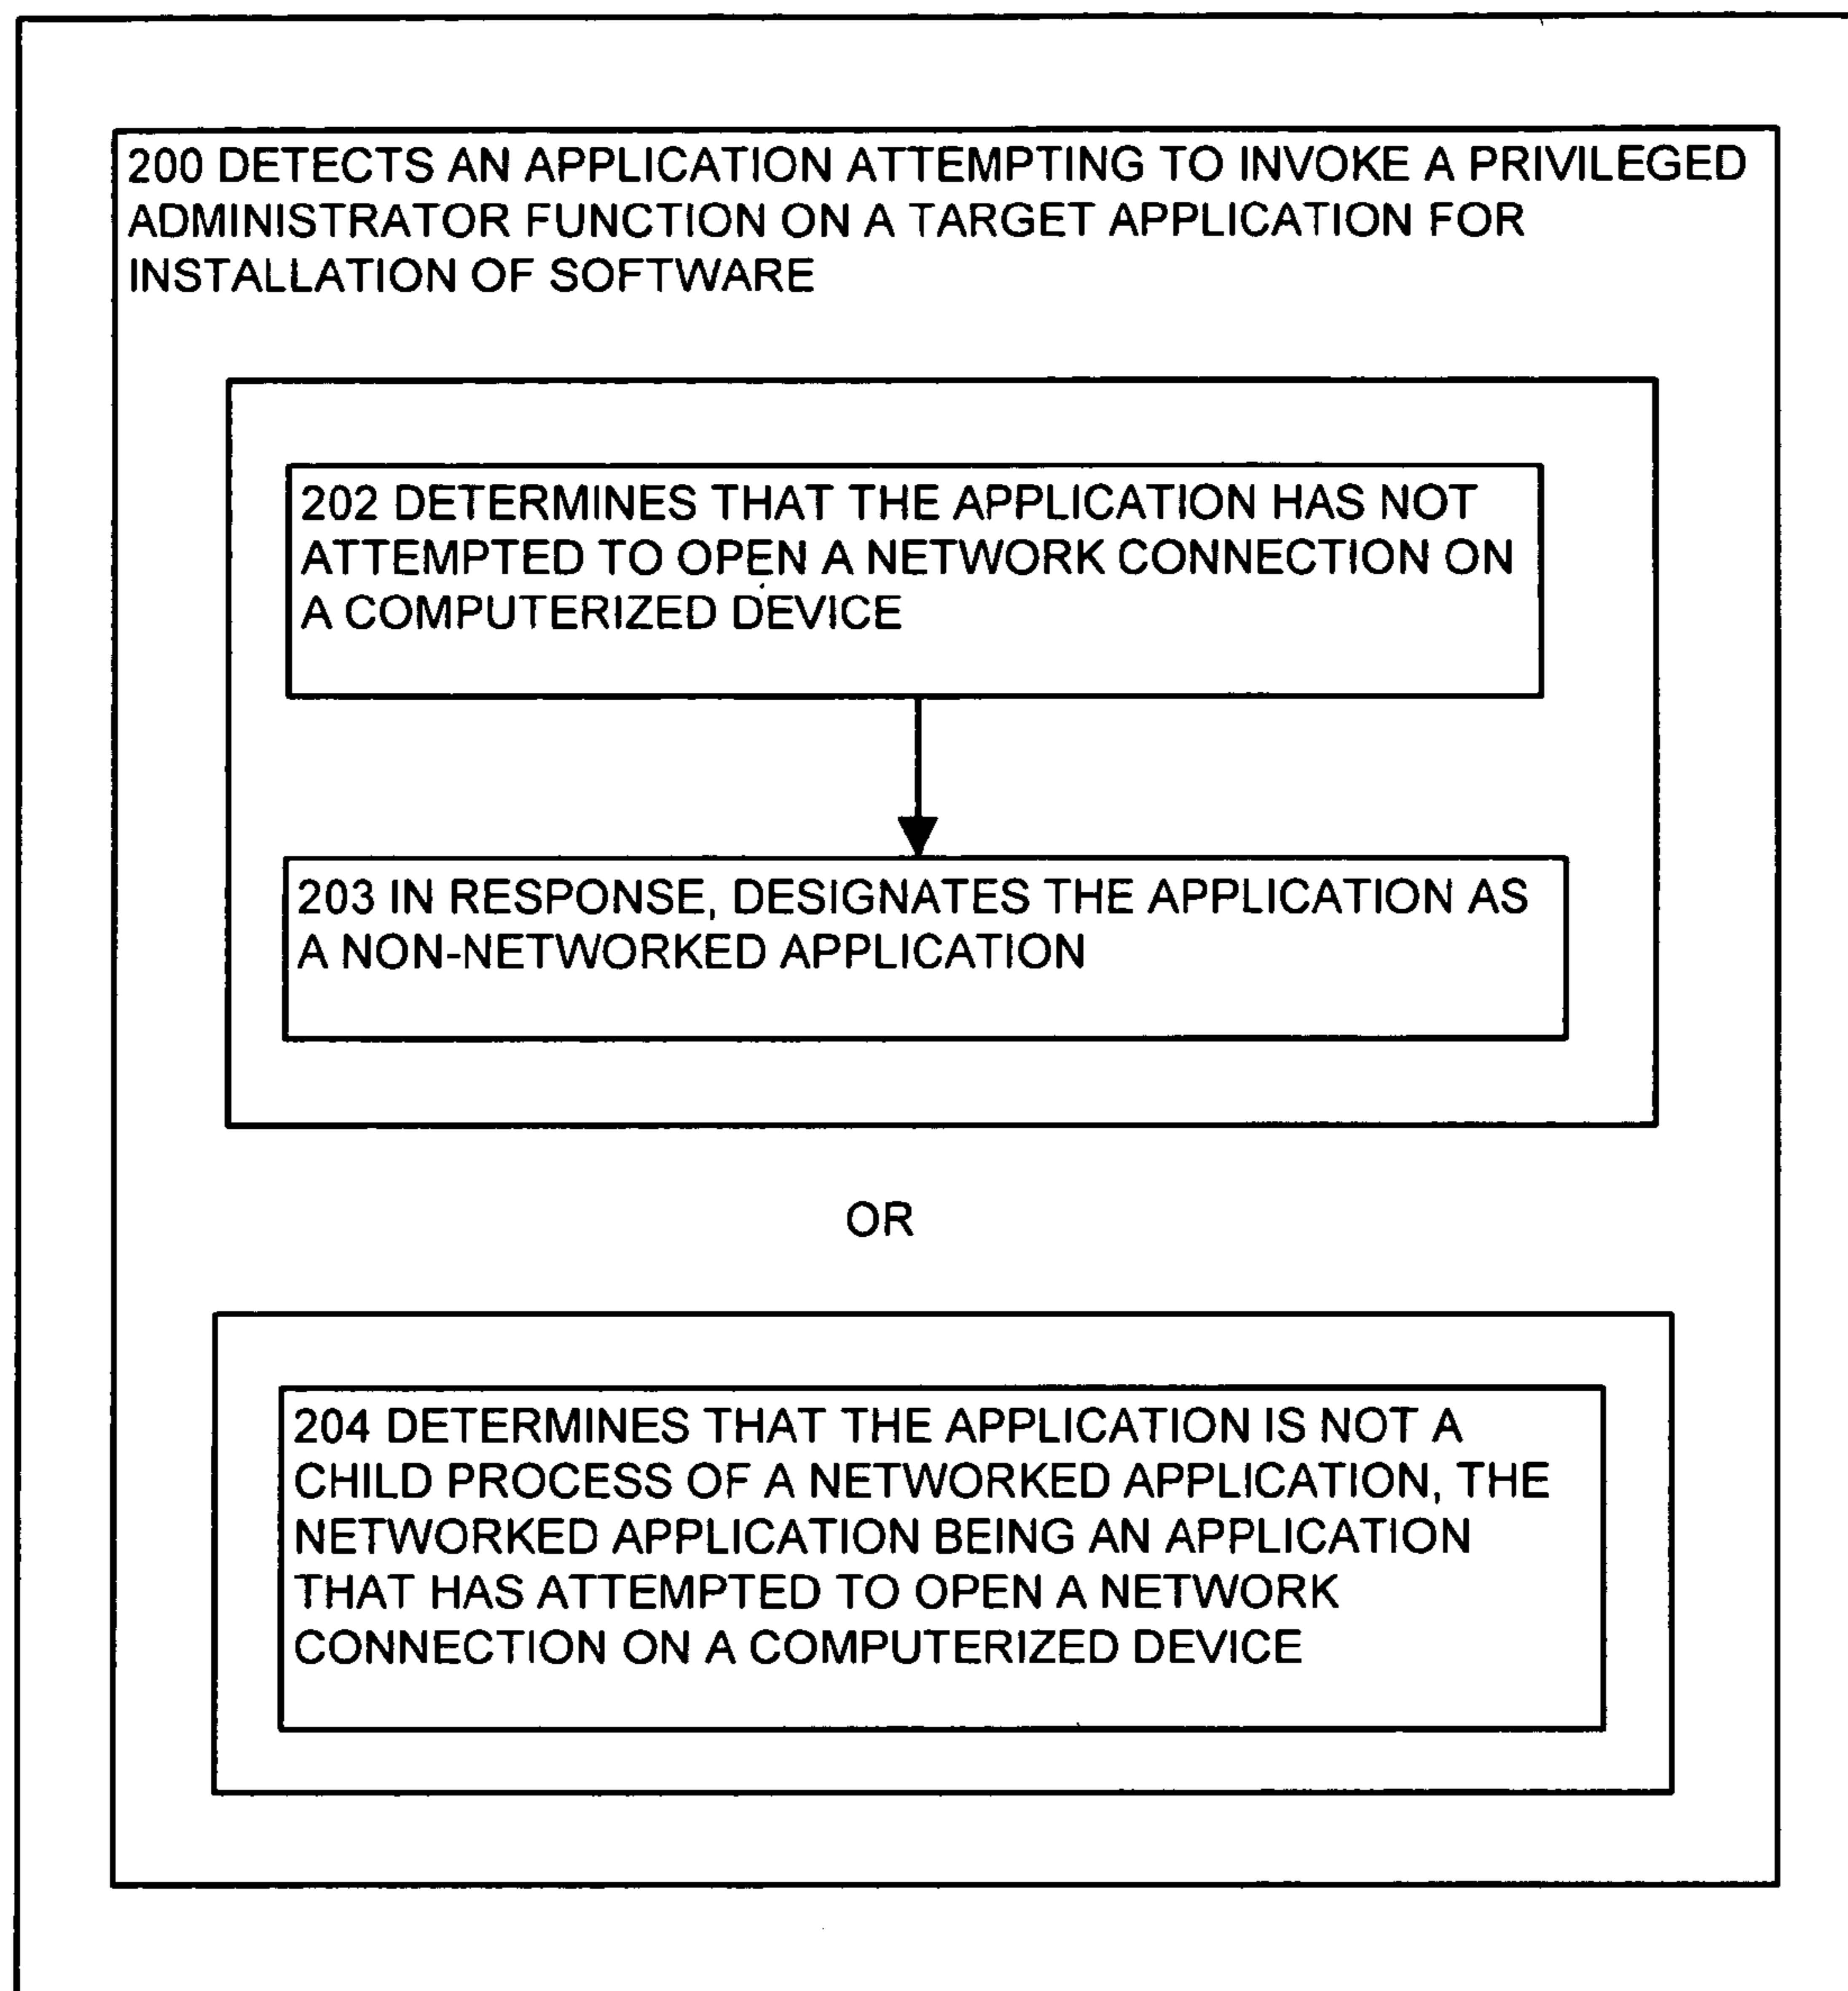 200 DETECTS AN APPLICATION ATTEMPTING TO INVOKE A PRIVILEGED
ADMINISTRATOR FUNCTION ON A TARGET APPLICATION FOR
INSTALLATION OF SOFTWARE
202 DETERMINES THAT THE APPLICATION HAS NOT
ATTEMPTED TO OPEN A NETWORK CONNECTION ON
A COMPUTERIZED DEVICE
203 IN RESPONSE, DESIGNATES THE APPLICATION AS
A NON-NETWORKED APPLICATION
OR
204 DETERMINES THAT THE APPLICATION IS NOT A
CHILD PROCESS OF A NETWORKED APPLICATION, THE
NETWORKED APPLICATION BEING AN APPLICATION
THAT HAS ATTEMPTED TO OPEN A NETWORK
CONNECTION ON A COMPUTERIZED DEVICE